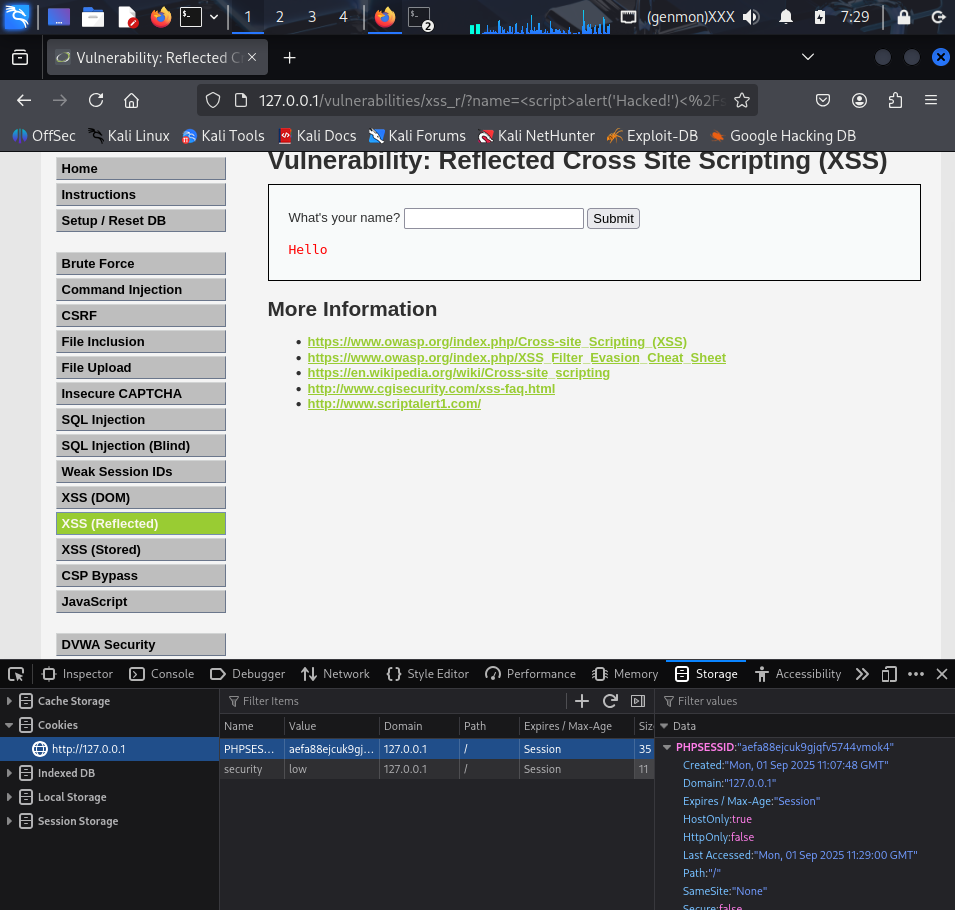 1 2 3 4 2 (genmon)XXX 7:29
Vulnerability: Reflected C
127.0.0.1/vulnerabilities/xss_r/?name=<script>alert('Hacked!')<%2Fs
OffSec Kali Linux Kali Tools Kali Docs Kali Forums Kali NetHunter Exploit-DB Google Hacking DB
Vulnerability: Reflected Cross Site Scripting (XSS)
Home
Instructions
Setup / Reset DB
Brute Force
Command Injection
CSRF
File Inclusion
File Upload
Insecure CAPTCHA
SQL Injection
SQL Injection (Blind)
Weak Session IDs
XSS (DOM)
XSS (Reflected)
XSS (Stored)
CSP Bypass
JavaScript
DVWA Security
What's your name? Submit
Hello
More Information
https://www.owasp.org/index.php/Cross-site_Scripting_(XSS)
https://www.owasp.org/index.php/XSS_Filter_Evasion_Cheat_Sheet
https://en.wikipedia.org/wiki/Cross-site_scripting
http://www.cgisecurity.com/xss-faq.html
http://www.scriptalert1.com/
Inspector Console Debugger Network Style Editor Performance Memory Storage Accessibility
Cache Storage
Cookies
http://127.0.0.1
Indexed DB
Local Storage
Session Storage
Filter Items
Name Value Domain Path Expires / Max-Age Siz
PHPSES... aefa88ejcuk9gj... 127.0.0.1 / Session 35
security low 127.0.0.1 / Session 11
Filter values
Data
PHPSESSID:"aefa88ejcuk9gjqfv5744vmok4"
Created:"Mon, 01 Sep 2025 11:07:48 GMT"
Domain:"127.0.0.1"
Expires / Max-Age:"Session"
HostOnly:true
HttpOnly:false
Last Accessed:"Mon, 01 Sep 2025 11:29:00 GMT"
Path:"/"
SameSite:"None"
Secure:false